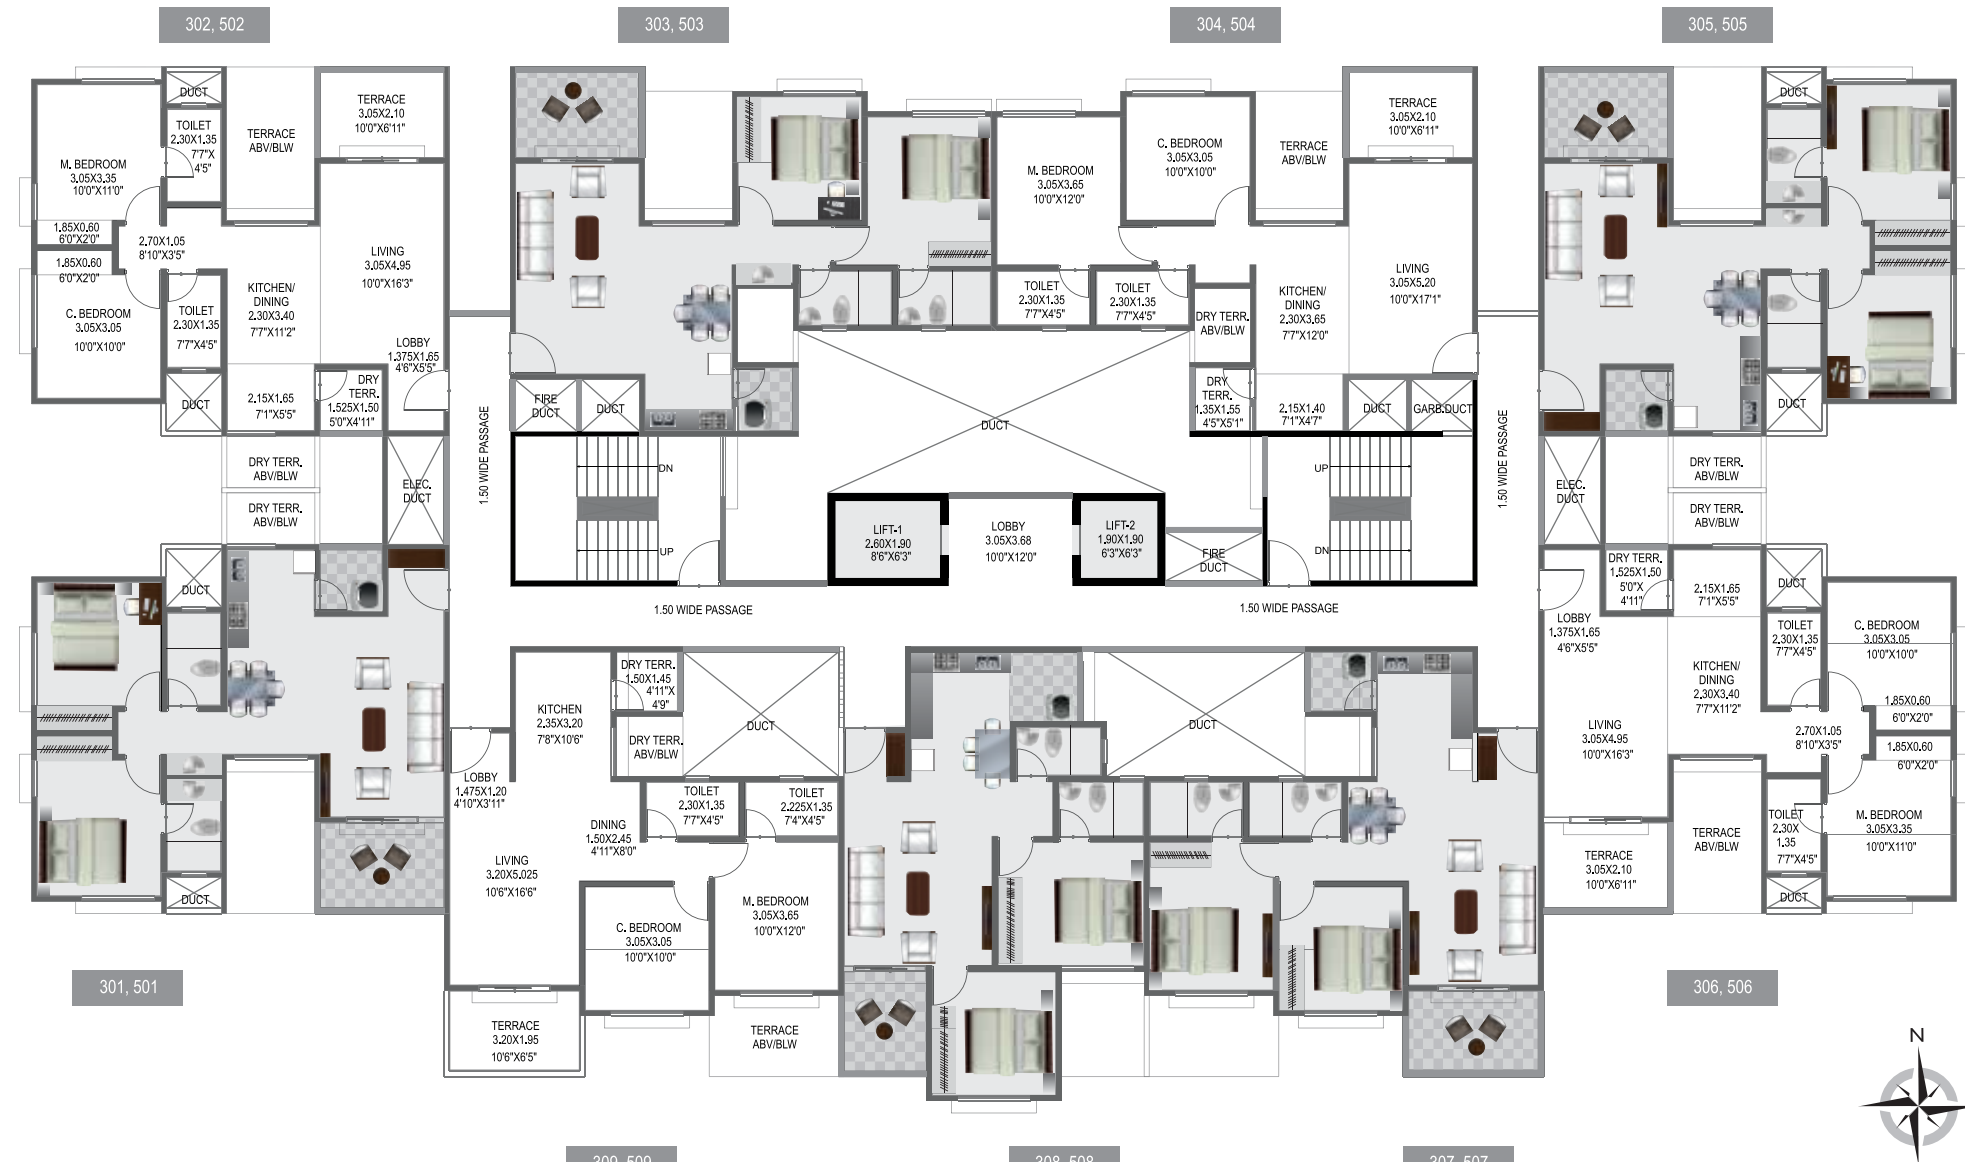 302, 502
303, 503
304, 504
305, 505
DUCT
TOILET
2.30X1.35
7'7"X
4'5"
TERRACE
ABV/BLW
TERRACE
3.05X2.10
10'0"X6'11"
M. BEDROOM
3.05X3.35
10'0"X11'0"
1.85X0.60
6'0"X2'0"
1.85X0.60
6'0"X2'0"
2.70X1.05
8'10"X3'5"
C. BEDROOM
3.05X3.05
10'0"X10'0"
TOILET
2.30X1.35
7'7"X4'5"
KITCHEN/
DINING
2.30X3.40
7'7"X11'2"
LIVING
3.05X4.95
10'0"X16'3"
LOBBY
1.375X1.65
4'6"X5'5"
DUCT
2.15X1.65
7'1"X5'5"
DRY
TERR.
1.525X1.50
5'0"X4'11"
DRY TERR.
ABV/BLW
DRY TERR.
ABV/BLW
ELEC.
DUCT
1.50 WIDE PASSAGE
FIRE
DUCT
DUCT
DN
UP
DUCT
M. BEDROOM
3.05X3.65
10'0"X12'0"
C. BEDROOM
3.05X3.05
10'0"X10'0"
TERRACE
ABV/BLW
TERRACE
3.05X2.10
10'0"X6'11"
TOILET
2.30X1.35
7'7"X4'5"
TOILET
2.30X1.35
7'7"X4'5"
DRY TERR.
ABV/BLW
KITCHEN/
DINING
2.30X3.65
7'7"X12'0"
LIVING
3.05X5.20
10'0"X17'1"
DRY
TERR.
1.35X1.55
4'5"X5'1"
2.15X1.40
7'1"X4'7"
DUCT
GARB.DUCT
UP
DN
LIFT-1
2.60X1.90
8'6"X6'3"
LOBBY
3.05X3.68
10'0"X12'0"
LIFT-2
1.90X1.90
6'3"X6'3"
FIRE
DUCT
1.50 WIDE PASSAGE
1.50 WIDE PASSAGE
1.50 WIDE PASSAGE
DUCT
DUCT
ELEC.
DUCT
DRY TERR.
ABV/BLW
DRY TERR.
ABV/BLW
DUCT
DUCT
301, 501
KITCHEN
2.35X3.20
7'8"X10'6"
DRY TERR.
1.50X1.45
4'11"X
4'9"
DRY TERR.
ABV/BLW
DUCT
LOBBY
1.475X1.20
4'10"X3'11"
TOILET
2.30X1.35
7'7"X4'5"
TOILET
2.225X1.35
7'4"X4'5"
DINING
1.50X2.45
4'11"X8'0"
LIVING
3.20X5.025
10'6"X16'6"
C. BEDROOM
3.05X3.05
10'0"X10'0"
M. BEDROOM
3.05X3.65
10'0"X12'0"
TERRACE
3.20X1.95
10'6"X6'5"
TERRACE
ABV/BLW
DUCT
DRY TERR.
1.525X1.50
5'0"X
4'11"
2.15X1.65
7'1"X5'5"
DUCT
LOBBY
1.375X1.65
4'6"X5'5"
TOILET
2.30X1.35
7'7"X4'5"
C. BEDROOM
3.05X3.05
10'0"X10'0"
KITCHEN/
DINING
2.30X3.40
7'7"X11'2"
1.85X0.60
6'0"X2'0"
2.70X1.05
8'10"X3'5"
1.85X0.60
6'0"X2'0"
LIVING
3.05X4.95
10'0"X16'3"
TOILET
2.30X
1.35
7'7"X4'5"
M. BEDROOM
3.05X3.35
10'0"X11'0"
TERRACE
ABV/BLW
TERRACE
3.05X2.10
10'0"X6'11"
DUCT
306, 506
N
309, 509
308, 508
307, 507